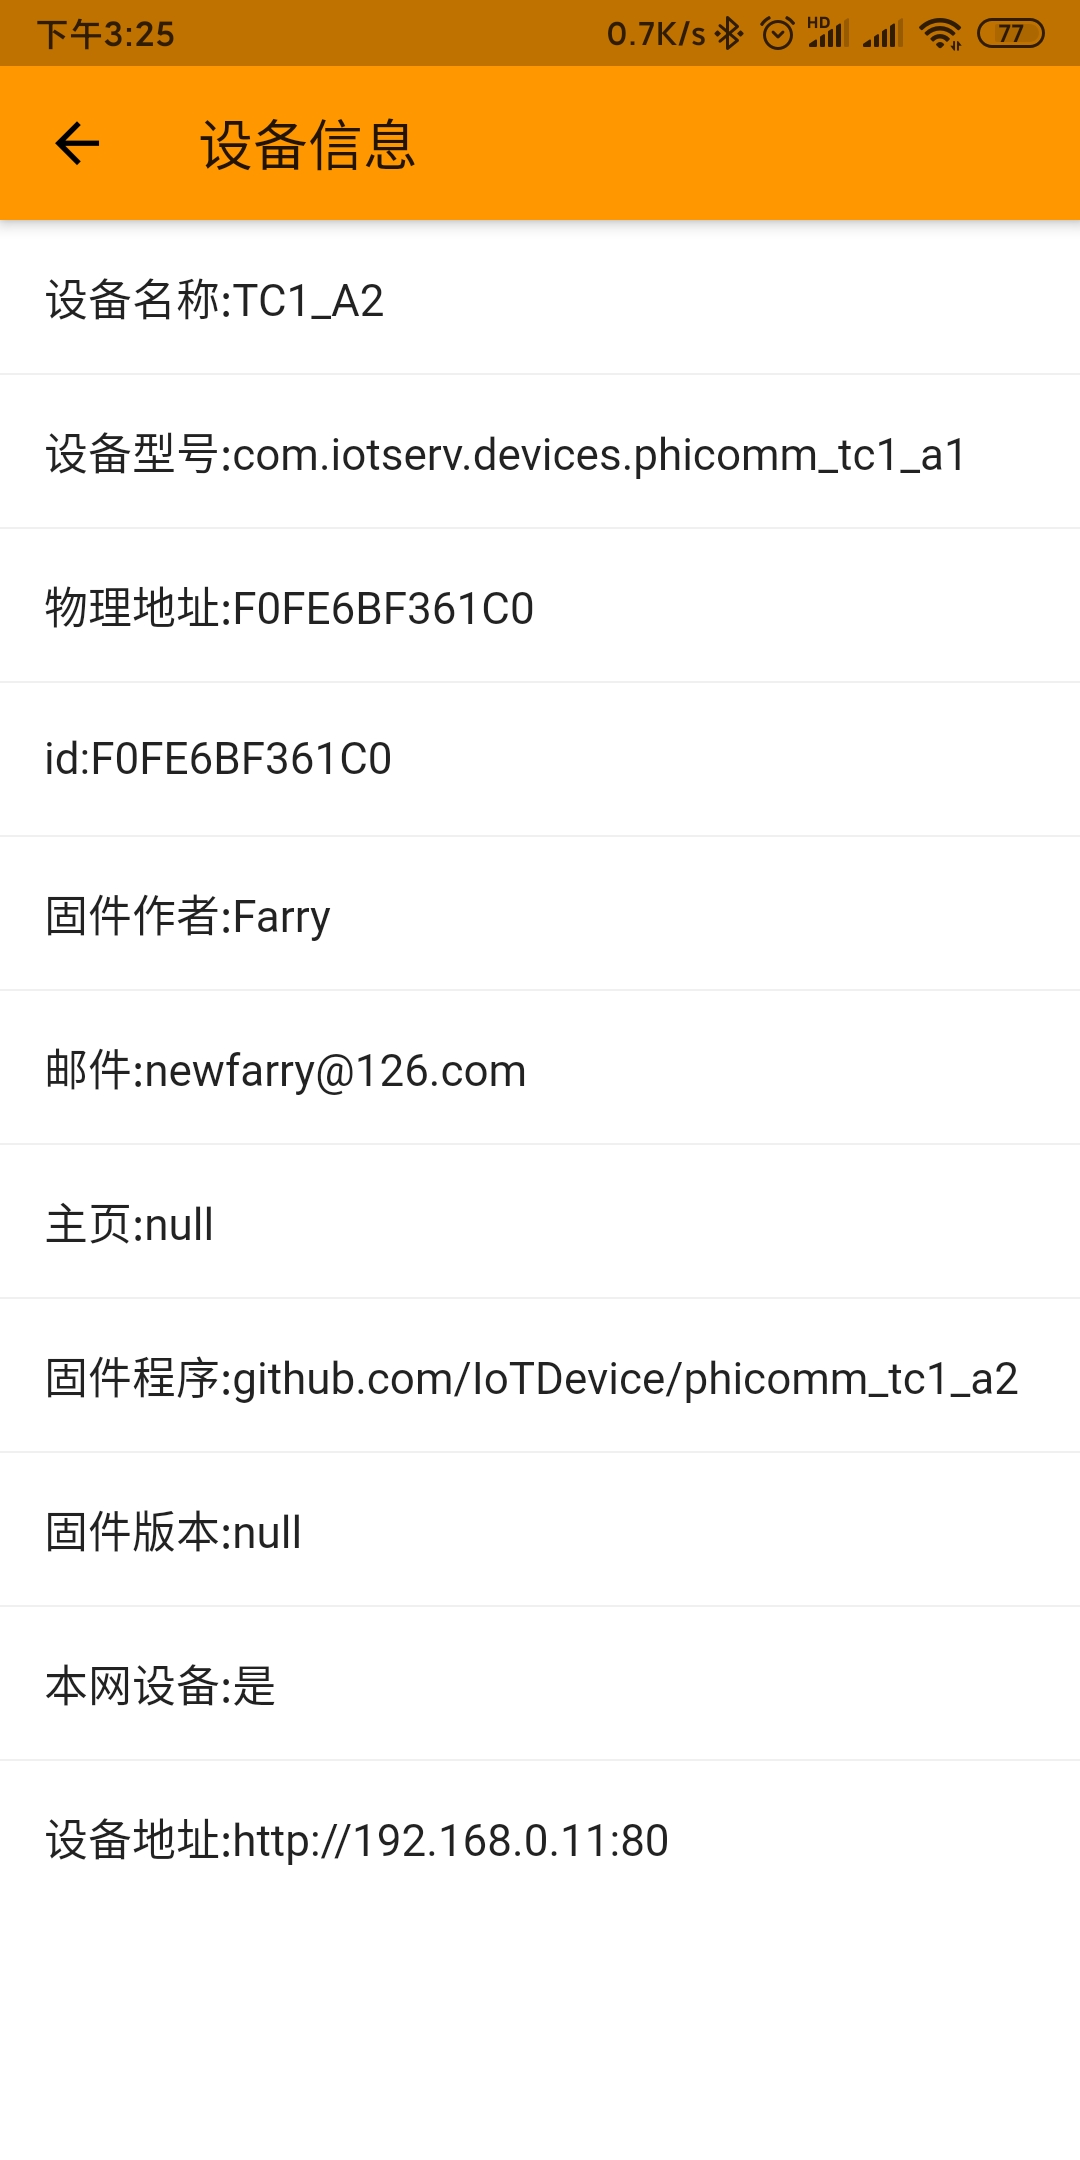 下午3:25
0.7K/s
HD
77
设备信息
设备名称:TC1_A2
设备型号:com.iotserv.devices.phicomm_tc1_a1
物理地址:F0FE6BF361C0
id:F0FE6BF361C0
固件作者:Farry
邮件:newfarry@126.com
主页:null
固件程序:github.com/IoTDevice/phicomm_tc1_a2
固件版本:null
本网设备:是
设备地址:http://192.168.0.11:80